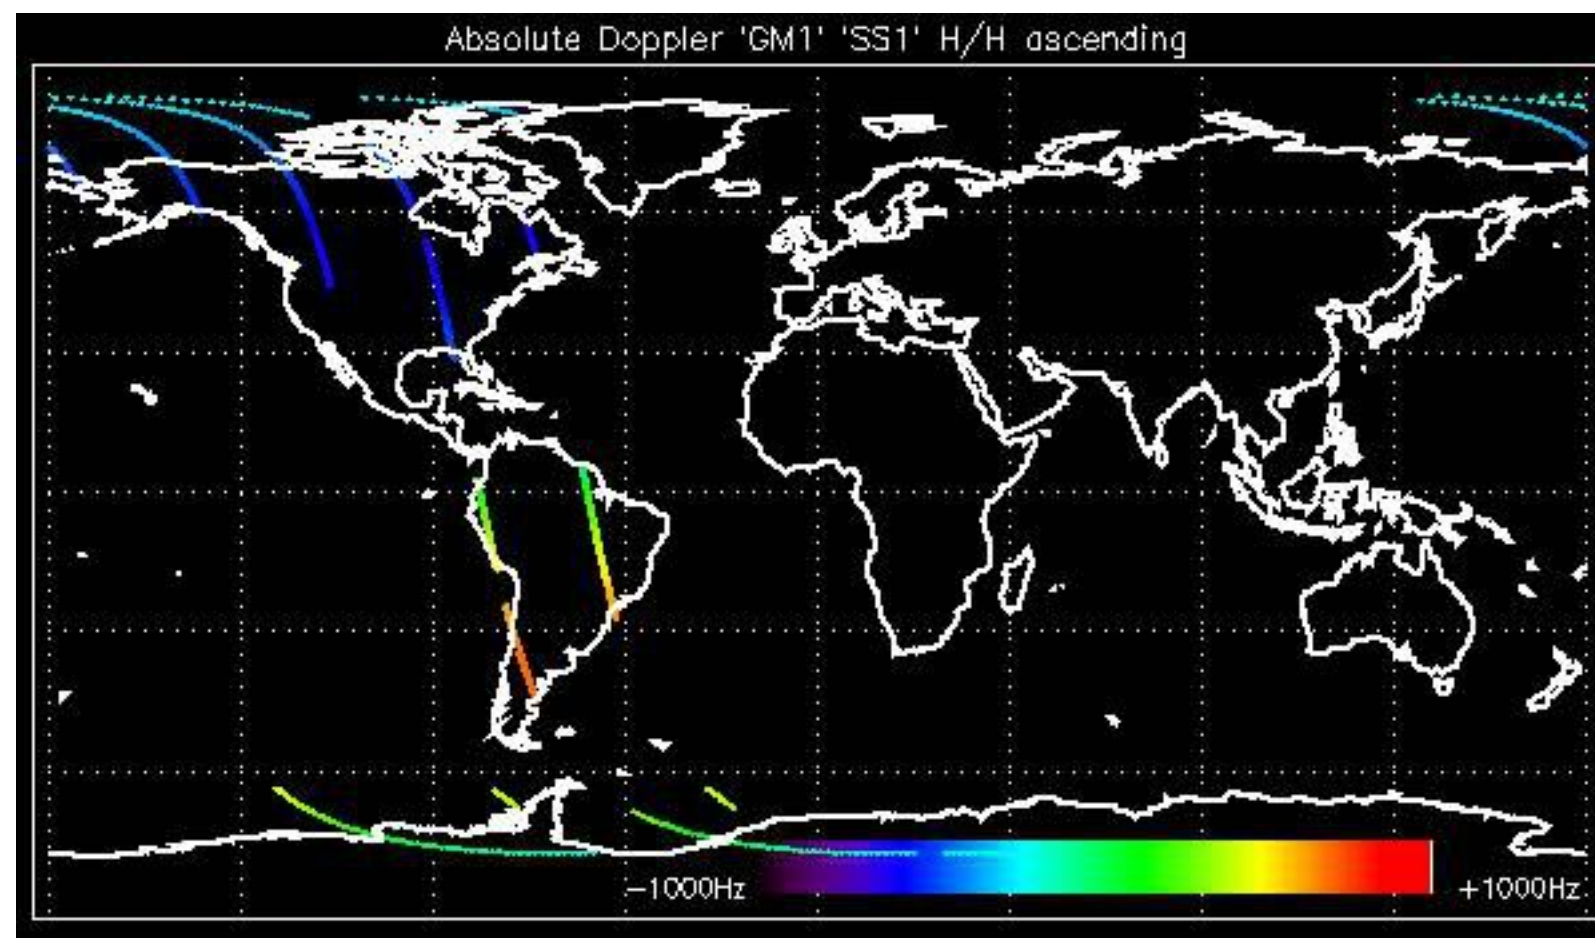 Absolute Doppler 'GM1' 'SS1' H/H ascending
−1000Hz
+1000Hz